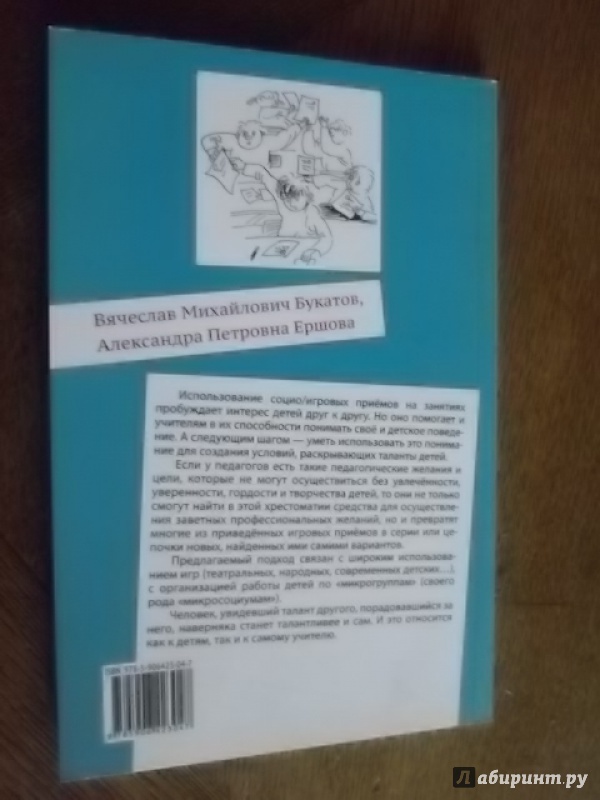 Вячеслав Михайлович Букатов,
Александра Петровна Ершова
Использование социо/игровых приёмов на занятиях
пробуждает интерес детей друг к другу. Но оно помогает и
учителям в их способности понимать своё и детское поведе-
ние. А следующим шагом — уметь использовать это понима-
ние для создания условий, раскрывающих таланты детей.
Если у педагогов есть такие педагогические желания и
цели, которые не могут осуществиться без увлечённости,
уверенности, гордости и творчества детей, то они не только
смогут найти в этой хрестоматии средства для осуществле-
ния заветных профессиональных желаний, но и превратят
многие из приведённых игровых приёмов в серии или це-
почки новых, найденных ими самими вариантов.
Предлагаемый подход связан с широким использова-
нием игр (театральных, народных, современных детских...),
с организацией работы детей по «микрогруппам» (своего
рода «микросоциумам»).
Человек, увидевший талант другого, порадовавшийся за
него, наверняка станет талантливее и сам. И это относится
как к детям, так и к самому учителю.
ISBN 978-5-906423-04-7
Лабиринт.ру